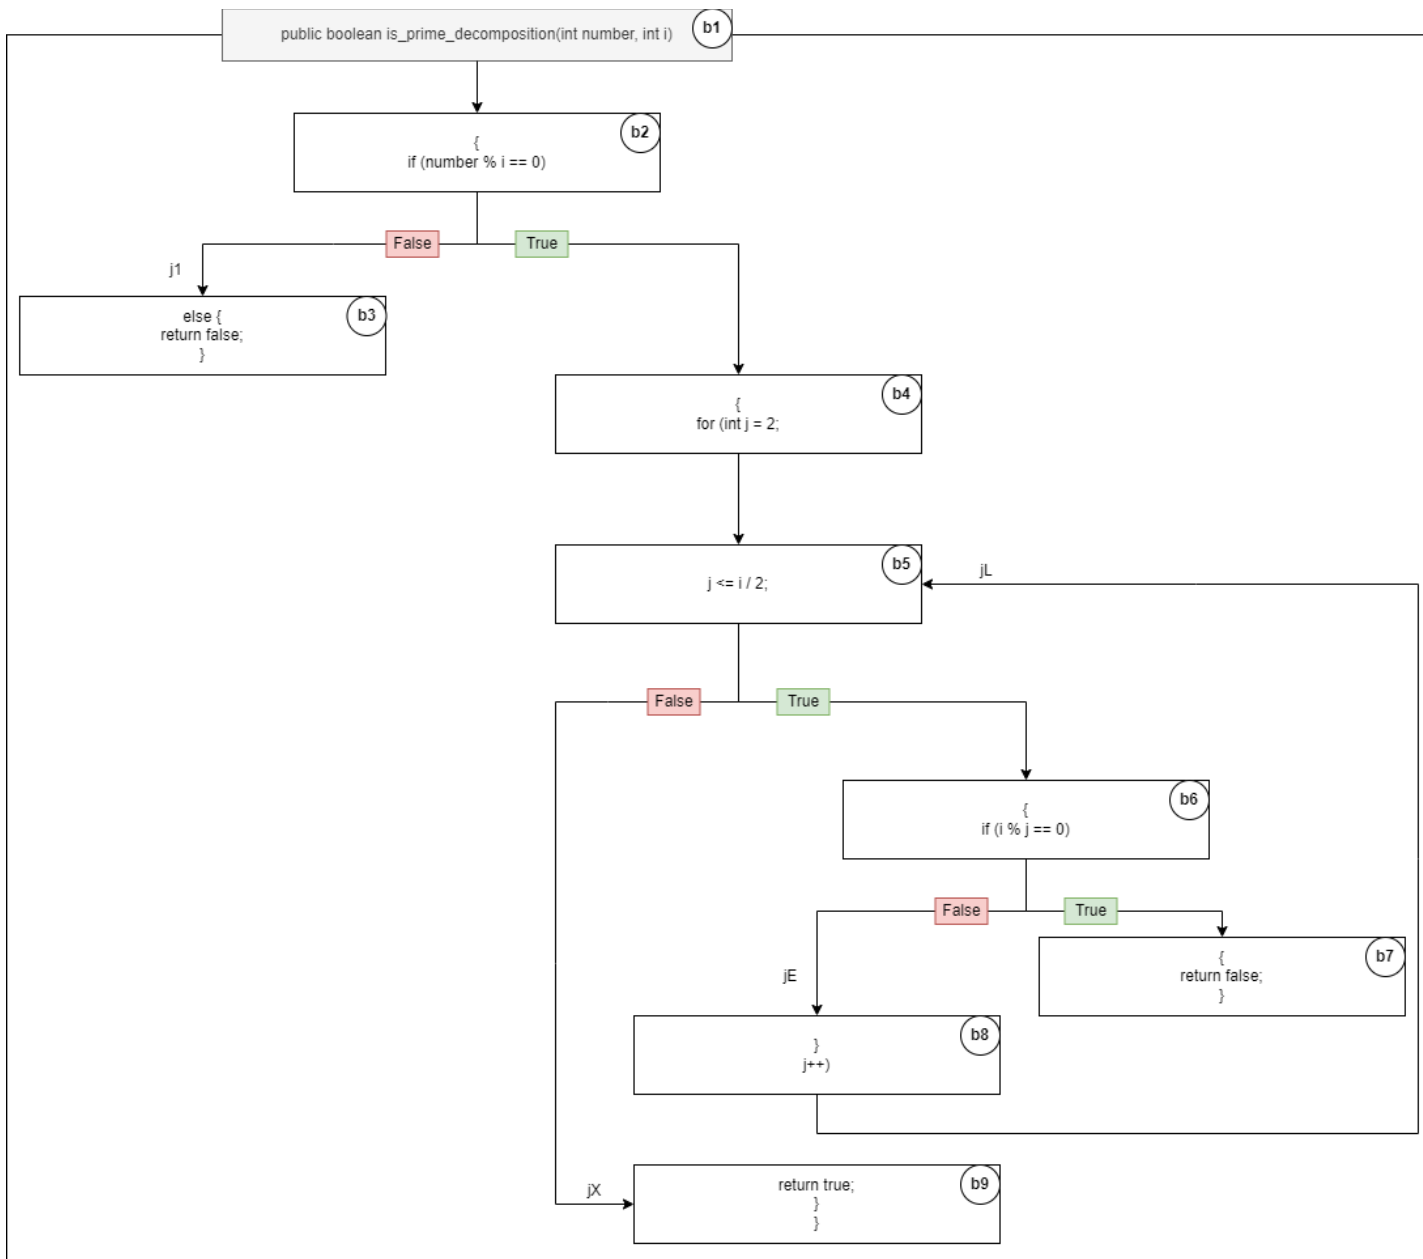 public boolean is_prime_decomposition(int number, int i)
b1
{
if (number % i == 0)
b2
False
True
j1
else {
return false;
}
b3
{
for (int j = 2;
b4
j <= i / 2;
b5
jL
False
True
{
if (i % j == 0)
b6
False
True
{
return false;
}
b7
jE
}
j++)
b8
jX
return true;
}
}
b9